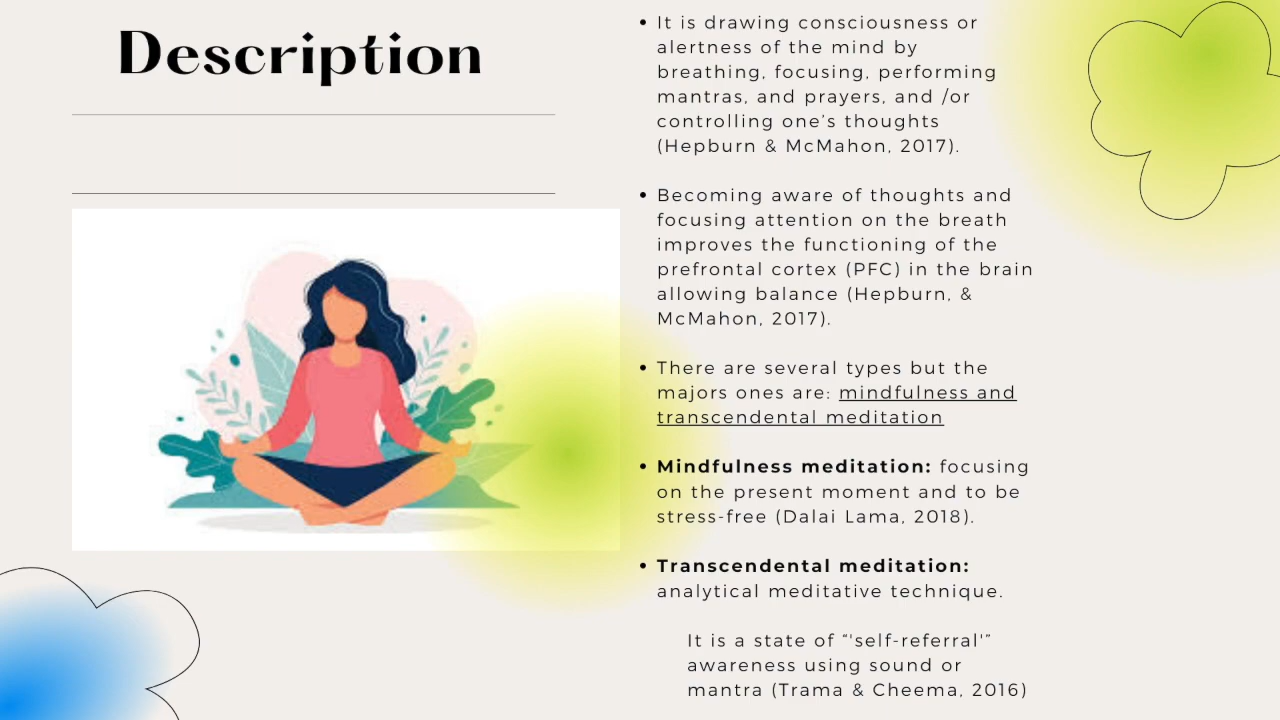 Description
• It is drawing consciousness or
alertness of the mind by
breathing, focusing, performing
mantras, and prayers, and /or
controlling one’s thoughts
(Hepburn & McMahon, 2017).
• Becoming aware of thoughts and
focusing attention on the breath
improves the functioning of the
prefrontal cortex (PFC) in the brain
allowing balance (Hepburn, &
McMahon, 2017).
• There are several types but the
majors ones are: mindfulness and
transcendental meditation
• Mindfulness meditation: focusing
on the present moment and to be
stress-free (Dalai Lama, 2018).
• Transcendental meditation:
analytical meditative technique.
It is a state of “'self-referral'”
awareness using sound or
mantra (Trama & Cheema, 2016)